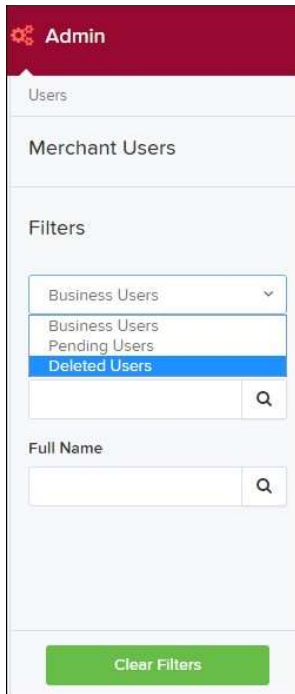 Admin
Users
Merchant Users
Filters
Business Users
Business Users
Pending Users
Deleted Users
Full Name
Clear Filters